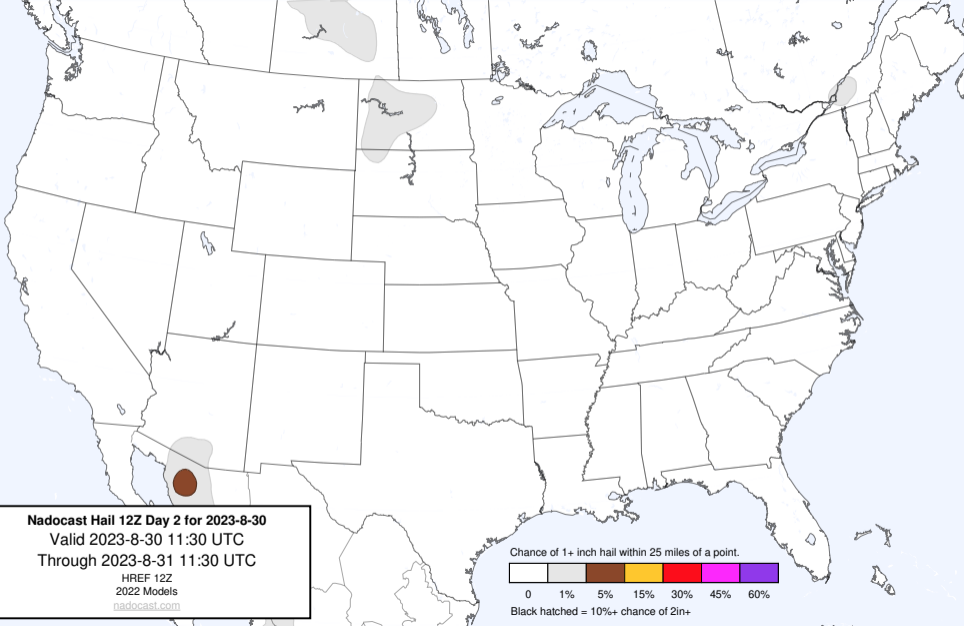 Nadocast Hail 12Z Day 2 for 2023-8-30
Valid 2023-8-30 11:30 UTC
Through 2023-8-31 11:30 UTC
HREF 12Z
2022 Models
nadocast.com
Chance of 1+ inch hail within 25 miles of a point.
0 1% 5% 15% 30% 45% 60%
Black hatched = 10%+ chance of 2in+